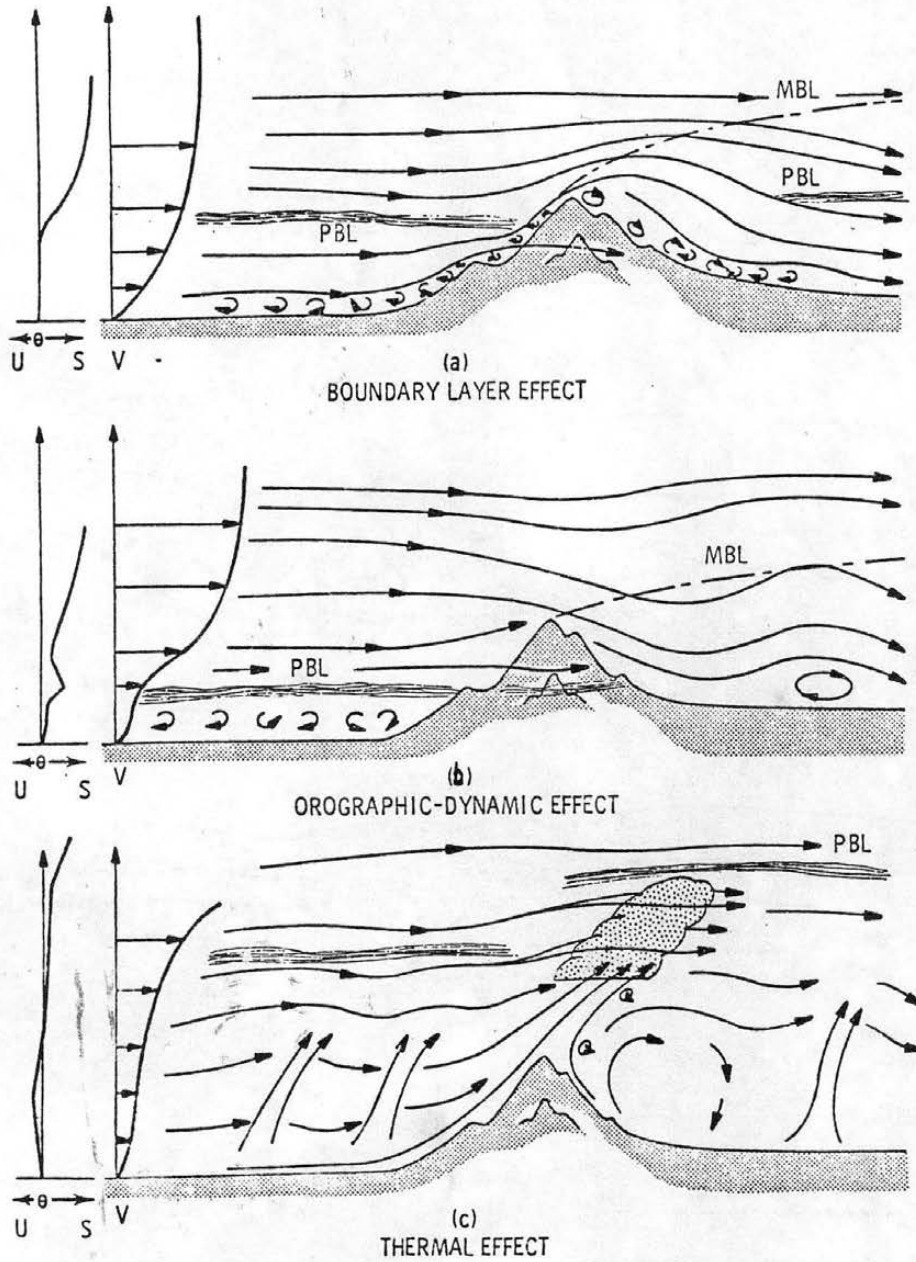 MBL
PBL
PBL
θ
U S V
(a)
BOUNDARY LAYER EFFECT
MBL
PBL
θ
U S V
(b)
OROGRAPHIC-DYNAMIC EFFECT
PBL
θ
U S V
(c)
THERMAL EFFECT